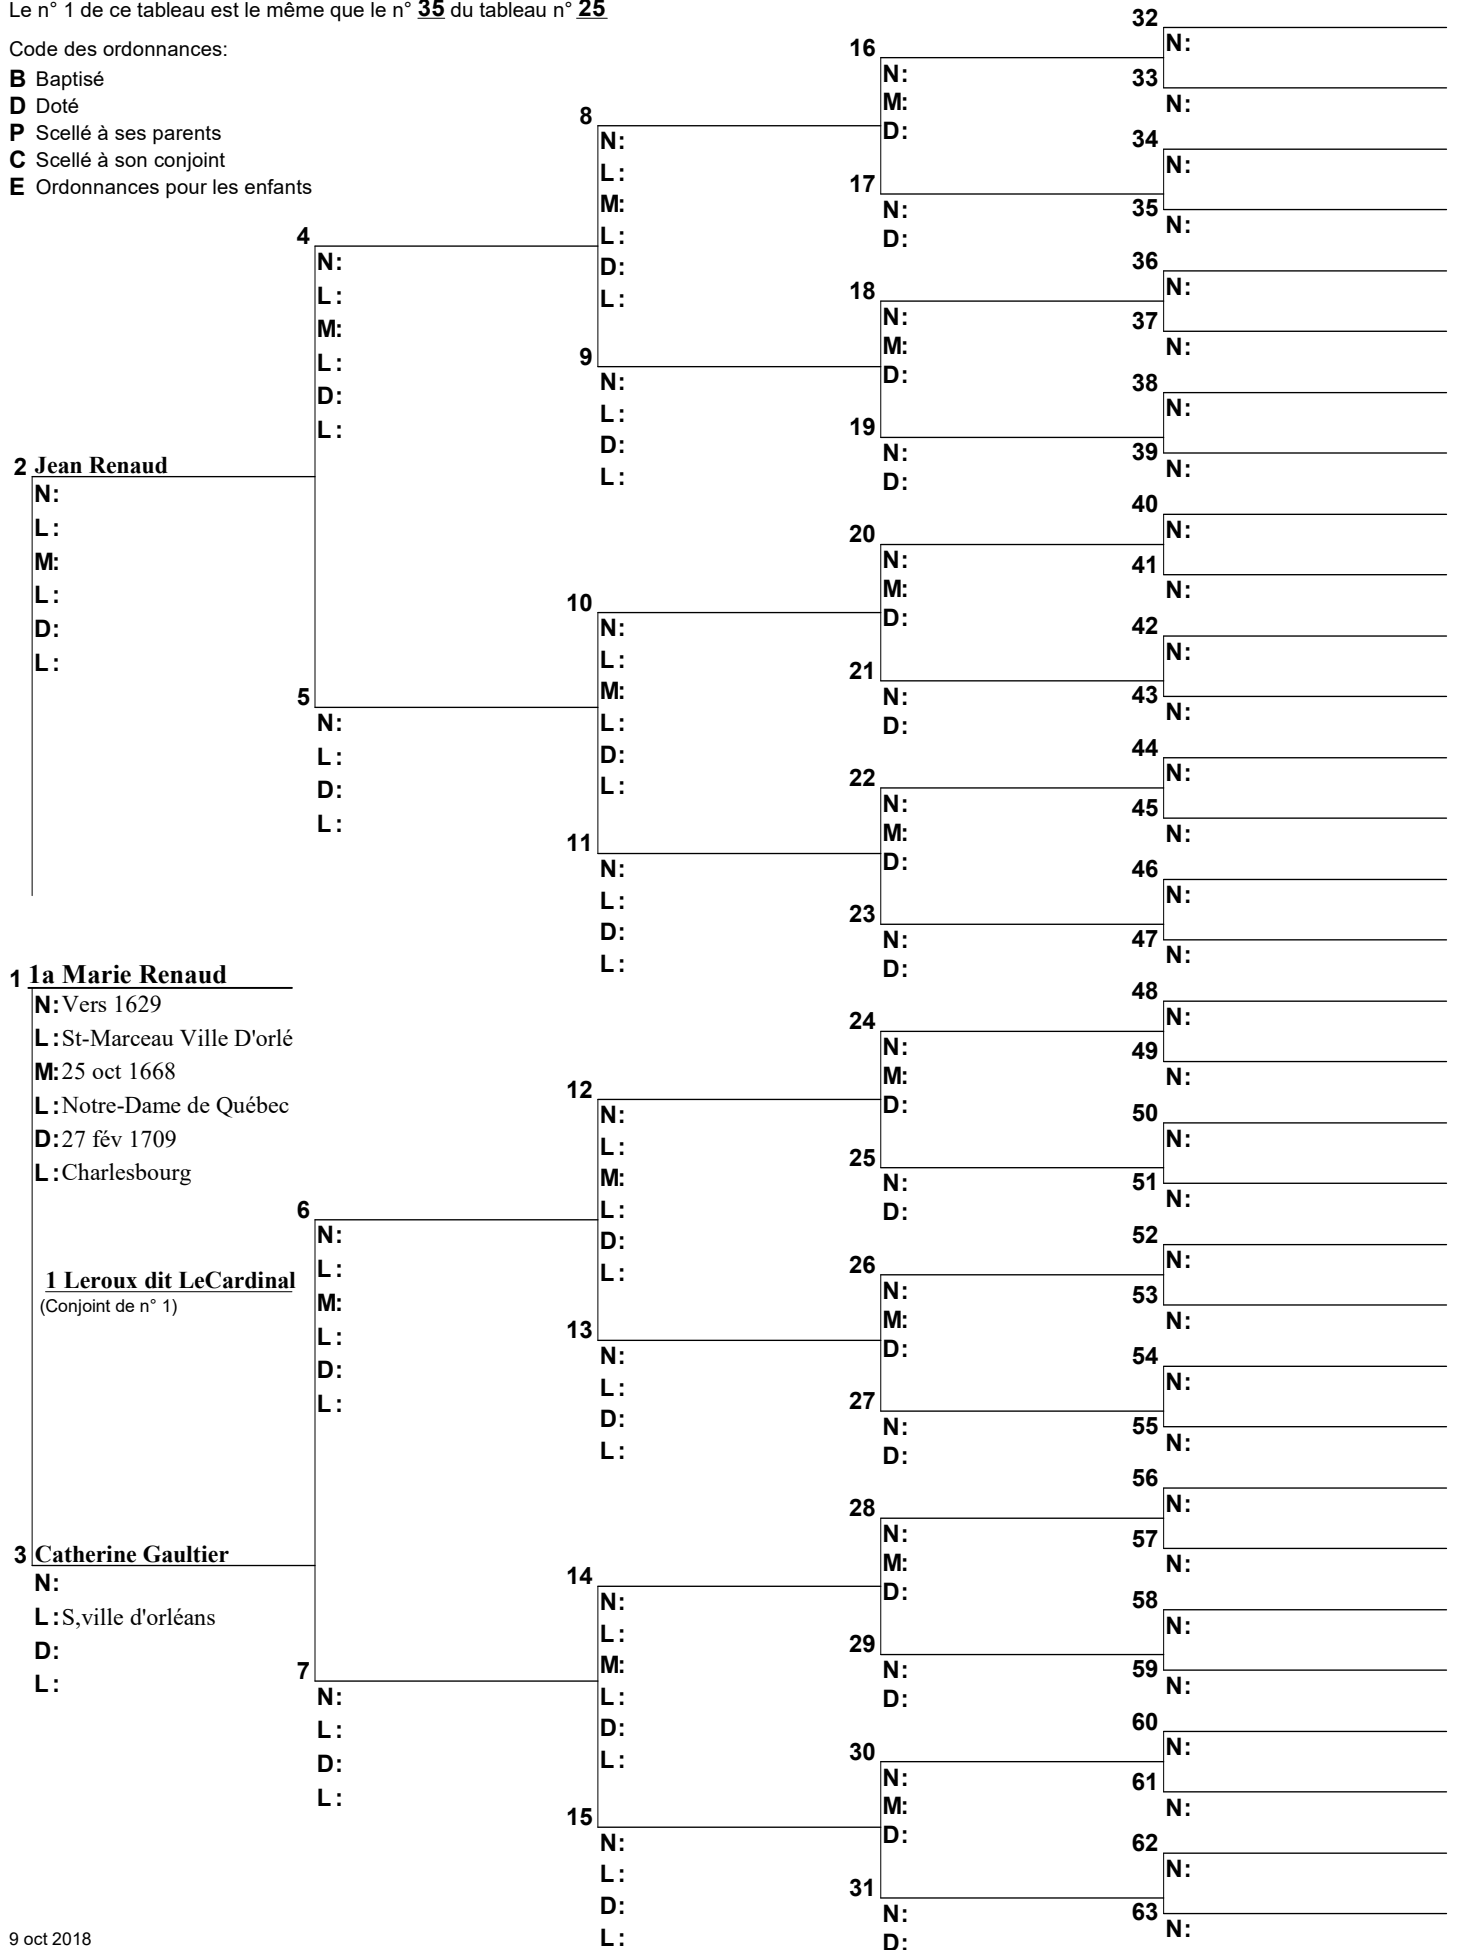 Le n° 1 de ce tableau est le même que le n° 35 du tableau n° 25
Code des ordonnances:
B Baptisé
D Doté
P Scellé à ses parents
C Scellé à son conjoint
E Ordonnances pour les enfants
2 Jean Renaud
N:
L:
M:
L:
D:
L:
1 1a Marie Renaud
N: Vers 1629
L: St-Marceau Ville D'orlé
M: 25 oct 1668
L: Notre-Dame de Québec
D: 27 fév 1709
L: Charlesbourg
1 Leroux dit LeCardinal
(Conjoint de n° 1)
3 Catherine Gaultier
N:
L: S,ville d'orléans
D:
L:
4
N:
L:
M:
L:
D:
L:
5
N:
L:
D:
L:
6
N:
L:
M:
L:
D:
L:
7
N:
L:
D:
L:
8
N:
L:
M:
L:
D:
L:
9
N:
L:
D:
L:
10
N:
L:
M:
L:
D:
L:
11
N:
L:
D:
L:
12
N:
L:
M:
L:
D:
L:
13
N:
L:
D:
L:
14
N:
L:
M:
L:
D:
L:
15
N:
L:
D:
L:
16
N:
M:
D:
17
N:
D:
18
N:
M:
D:
19
N:
D:
20
N:
M:
D:
21
N:
D:
22
N:
M:
D:
23
N:
D:
24
N:
M:
D:
25
N:
D:
26
N:
M:
D:
27
N:
D:
28
N:
M:
D:
29
N:
D:
30
N:
M:
D:
31
N:
D:
32
N:
33
N:
34
N:
35
N:
36
N:
37
N:
38
N:
39
N:
40
N:
41
N:
42
N:
43
N:
44
N:
45
N:
46
N:
47
N:
48
N:
49
N:
50
N:
51
N:
52
N:
53
N:
54
N:
55
N:
56
N:
57
N:
58
N:
59
N:
60
N:
61
N:
62
N:
63
N:
9 oct 2018